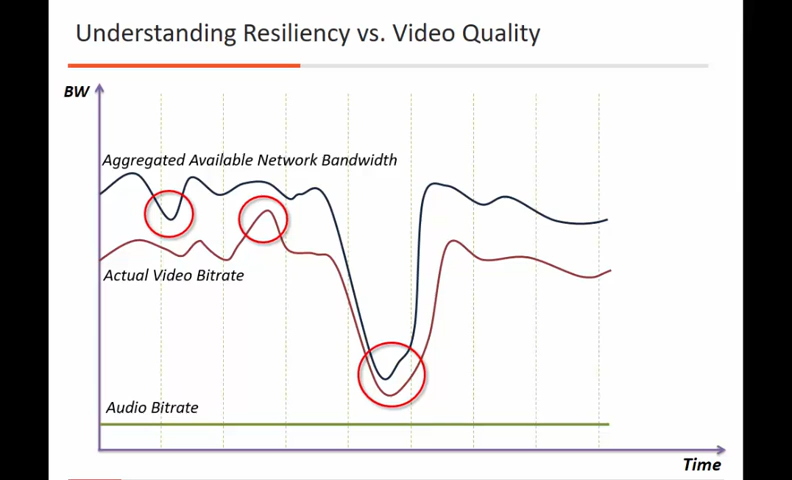 Understanding Resiliency vs. Video Quality
BW
Aggregated Available Network Bandwidth
Actual Video Bitrate
Audio Bitrate
Time